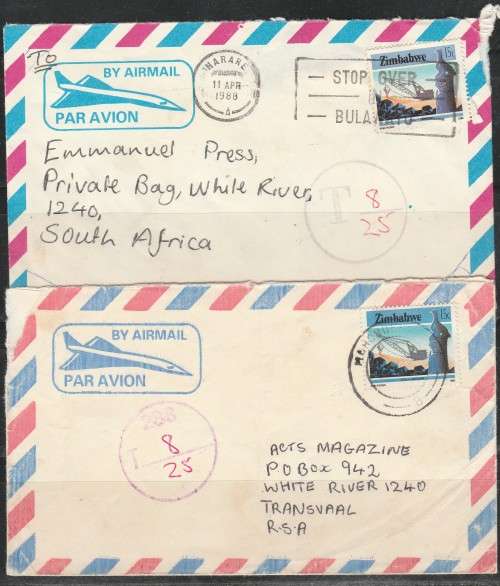 To
BY AIRMAIL
PAR AVION
HARARE
11 APR
1988
STOP OVER
BULAWAYO
Zimbabwe 15c
Emmanuel Press,
Private Bag, White River,
1240,
South Africa
T 8
25
BY AIRMAIL
PAR AVION
Zimbabwe 15c
288
T 8
25
ACTS MAGAZINE
P O BOX 942
WHITE RIVER 1240
TRANSVAAL
R.S.A